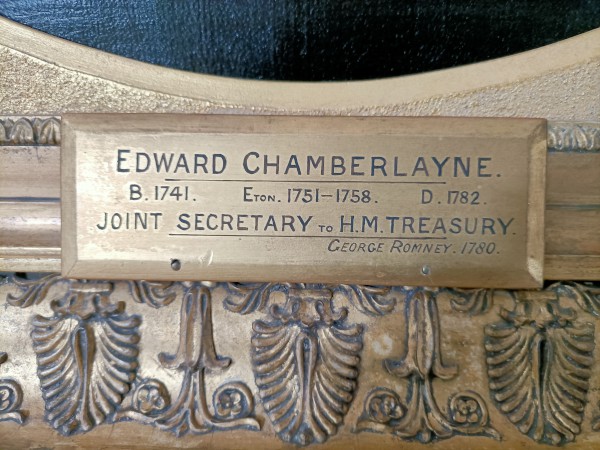 EDWARD CHAMBERLAYNE.
B. 1741. ETON. 1751–1758. D. 1782.
JOINT SECRETARY TO H.M. TREASURY.
GEORGE ROMNEY. 1780.